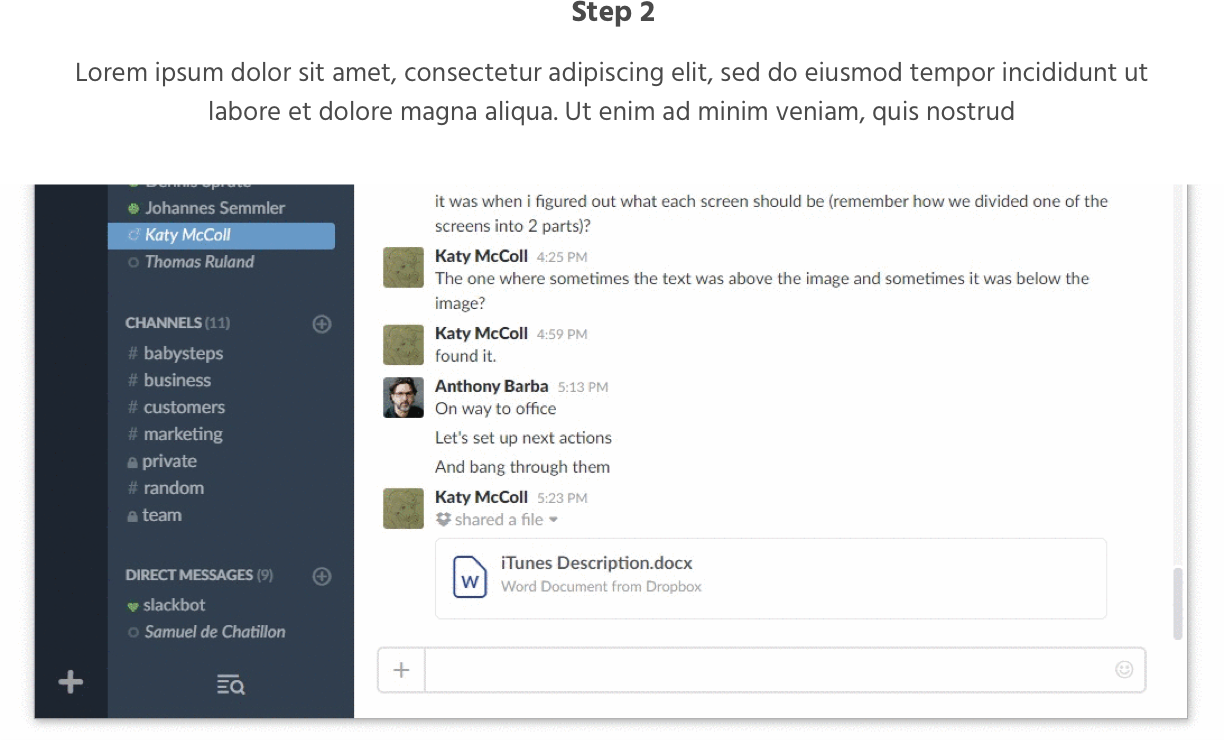 Step 2
Lorem ipsum dolor sit amet, consectetur adipiscing elit, sed do eiusmod tempor incididunt ut
labore et dolore magna aliqua. Ut enim ad minim veniam, quis nostrud
Johannes Semmler
Katy McColl
Thomas Ruland
CHANNELS (11)
# babysteps
# business
# customers
# marketing
private
# random
team
DIRECT MESSAGES (9)
slackbot
Samuel de Chatillon
it was when i figured out what each screen should be (remember how we divided one of the
screens into 2 parts)?
Katy McColl 4:25 PM
The one where sometimes the text was above the image and sometimes it was below the
image?
Katy McColl 4:59 PM
found it.
Anthony Barba 5:13 PM
On way to office
Let's set up next actions
And bang through them
Katy McColl 5:23 PM
shared a file
W
iTunes Description.docx
Word Document from Dropbox